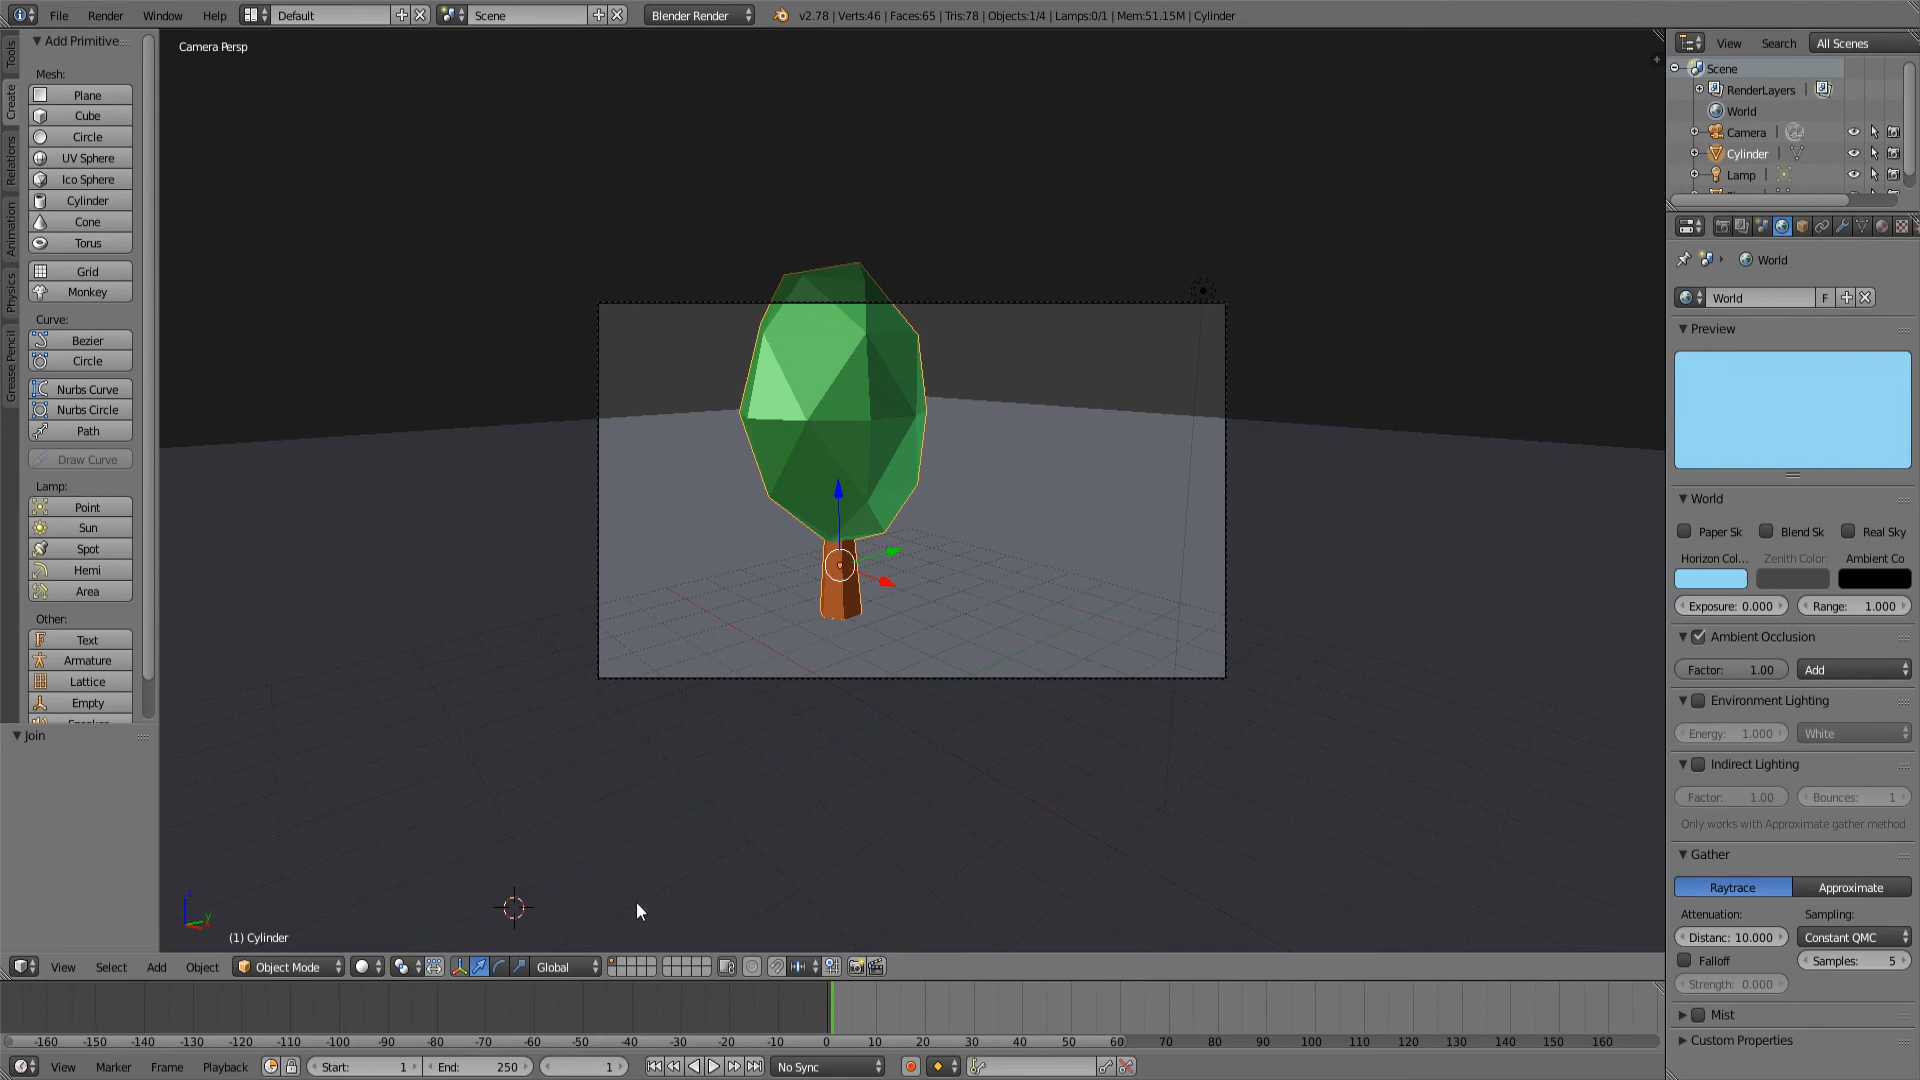 File Render Window Help Default Scene Blender Render v2.78 | Verts:46 | Faces:65 | Tris:78 | Objects:1/4 | Lamps:0/1 | Mem:51.15M | Cylinder
Tools
Create
Relations
Animation
Physics
Grease Pencil
Add Primitive
Mesh:
Plane
Cube
Circle
UV Sphere
Ico Sphere
Cylinder
Cone
Torus
Grid
Monkey
Curve:
Bezier
Circle
Nurbs Curve
Nurbs Circle
Path
Draw Curve
Lamp:
Point
Sun
Spot
Hemi
Area
Other:
Text
Armature
Lattice
Empty
Join
Camera Persp
z
y
(1) Cylinder
View Select Add Object Object Mode Global
-160 -150 -140 -130 -120 -110 -100 -90 -80 -70 -60 -50 -40 -30 -20 -10 0 10 20 30 40 50 60 70 80 90 100 110 120 130 140 150 160
View Marker Frame Playback Start: 1 End: 250 1 No Sync
View Search All Scenes
Scene
RenderLayers |
World
Camera |
Cylinder |
Lamp |
World
World F
Preview
World
Paper Sk Blend Sk Real Sky
Horizon Col... Zenith Color: Ambient Co
Exposure: 0.000 Range: 1.000
Ambient Occlusion
Factor: 1.00 Add
Environment Lighting
Energy: 1.000 White
Indirect Lighting
Factor: 1.00 Bounces: 1
Only works with Approximate gather method
Gather
Raytrace Approximate
Attenuation: Sampling:
Distanc: 10.000 Constant QMC
Falloff Samples: 5
Strength: 0.000
Mist
Custom Properties